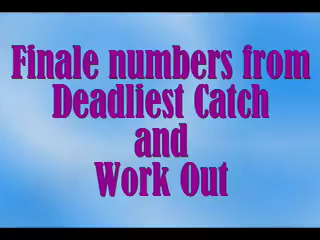 Finale numbers from
Deadliest Catch
and
Work Out